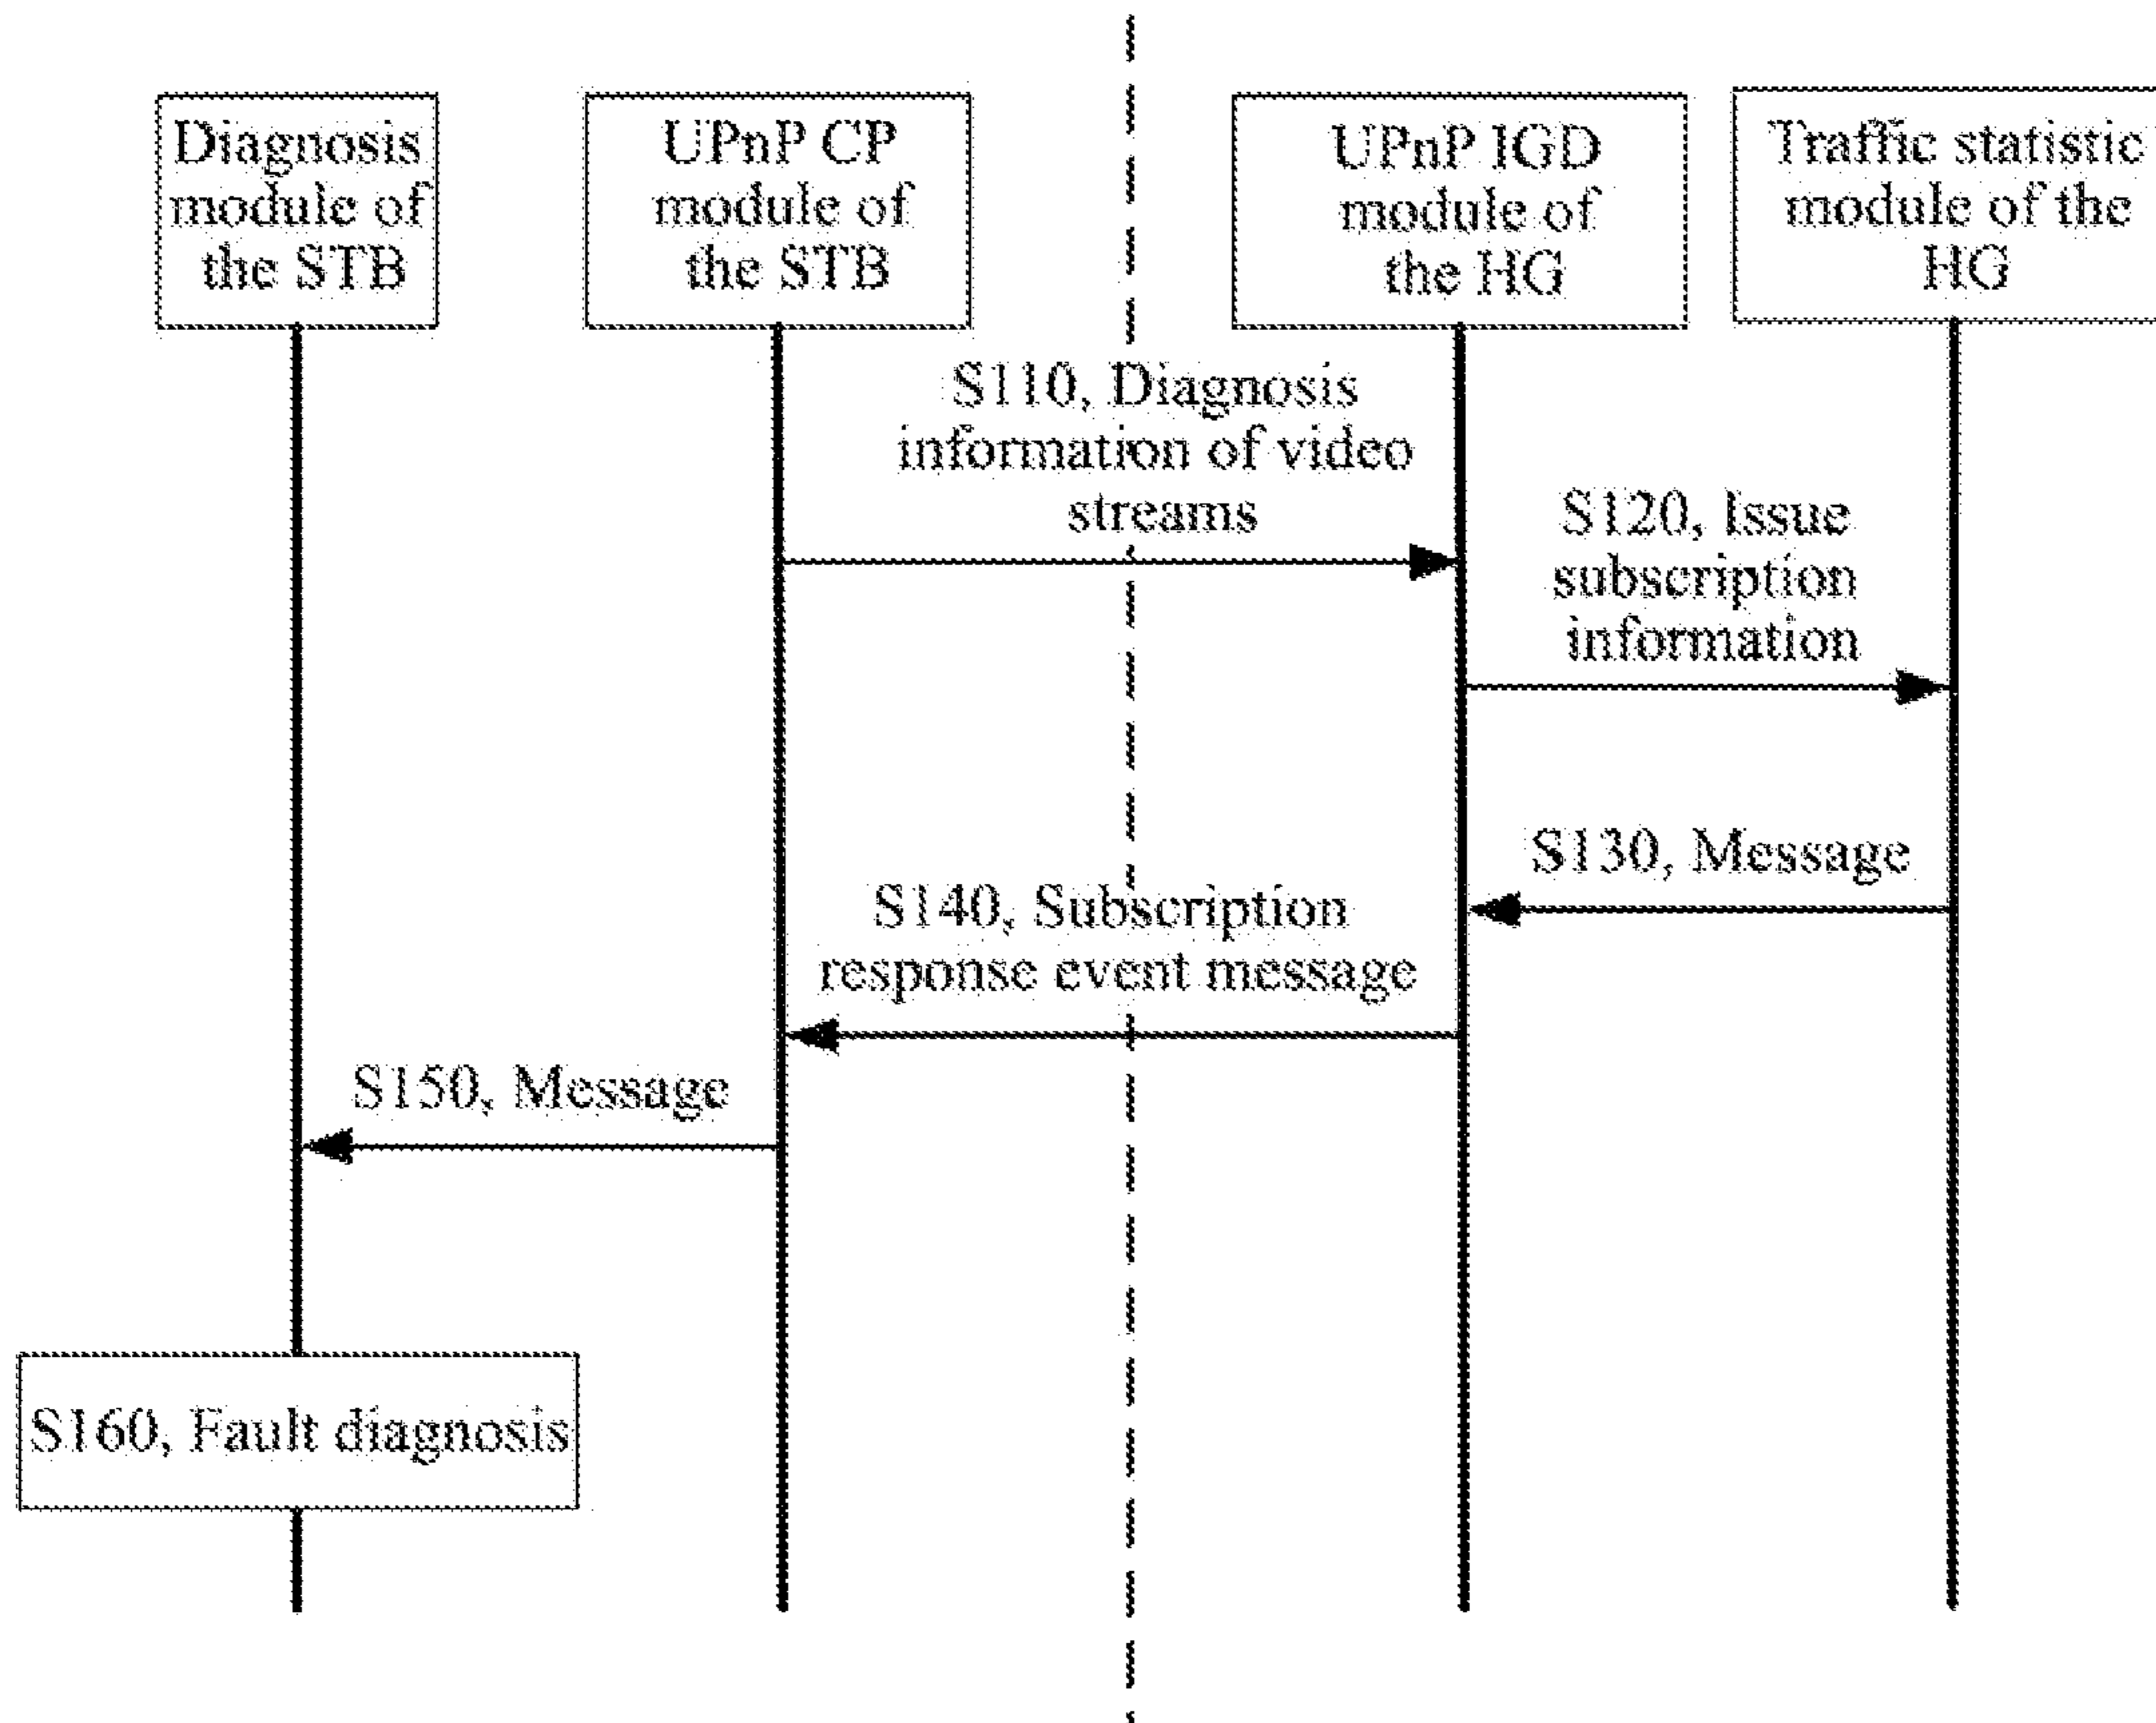 Diagnosis
module of
the STB
UPnP CP
module of
the STB
UPnP IGD
module of
the HG
Traffic statistic
module of the
HG
S110, Diagnosis
information of video
streams
S120, Issue
subscription
information
S130, Message
S140, Subscription
response event message
S150, Message
S160, Fault diagnosis